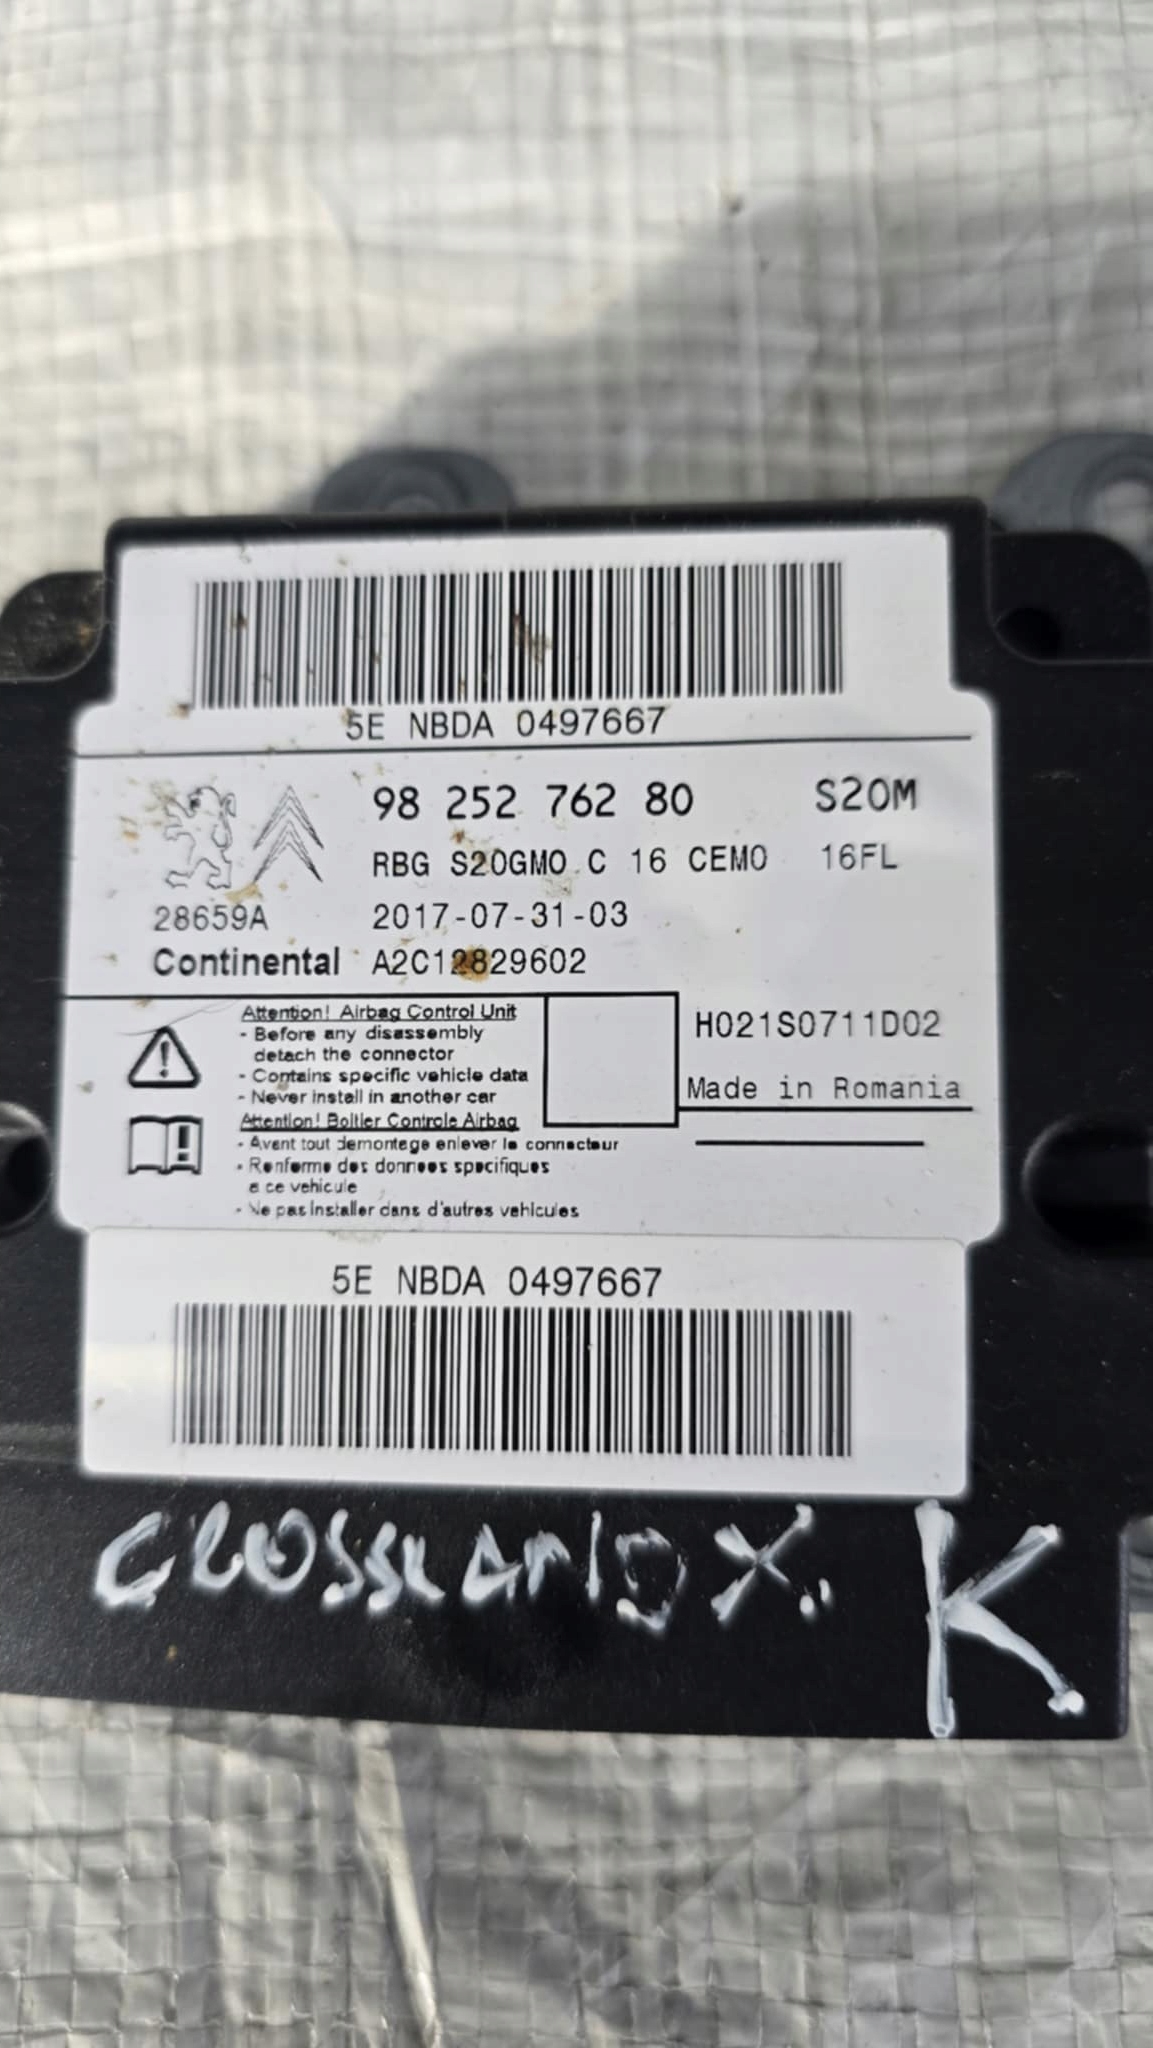 5E NBDA 0497667
98 252 762 80 S20M
RBG S20GMO C 16 CEMO 16FL
28659A 2017-07-31-03
Continental A2C12829602
Attention! Airbag Control Unit
- Before any disassembly
detach the connector
- Contains specific vehicle data
- Never install in another car
Attention! Boîtier Controle Airbag
- Avant tout demontage enlever le connecteur
- Renferme des donnees specifiques
a ce vehicule
- Ne pas installer dans d'autres vehicules
H021S0711D02
Made in Romania
5E NBDA 0497667
CROSSLAND X. K